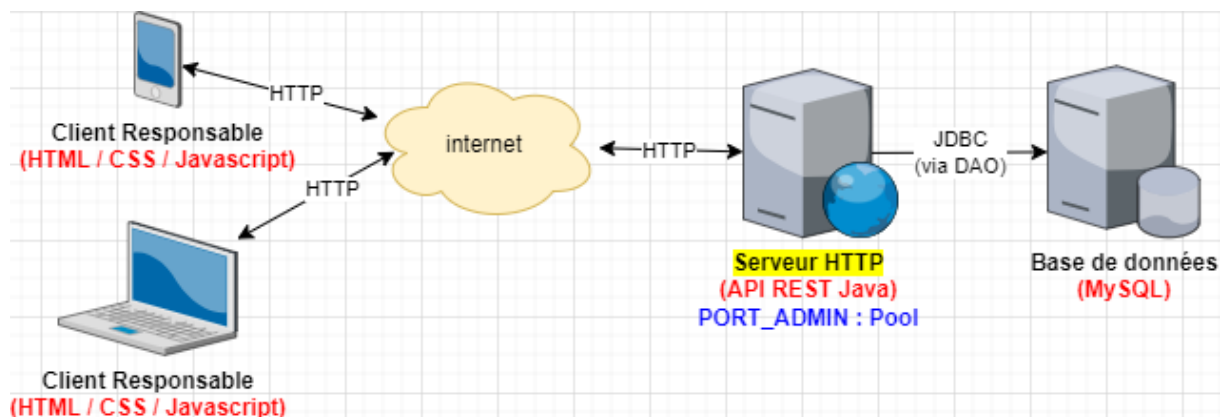 HTTP
Client Responsable
(HTML / CSS / Javascript)
HTTP
internet
HTTP
JDBC
(via DAO)
Serveur HTTP
(API REST Java)
PORT_ADMIN : Pool
Base de données
(MySQL)
Client Responsable
(HTML / CSS / Javascript)